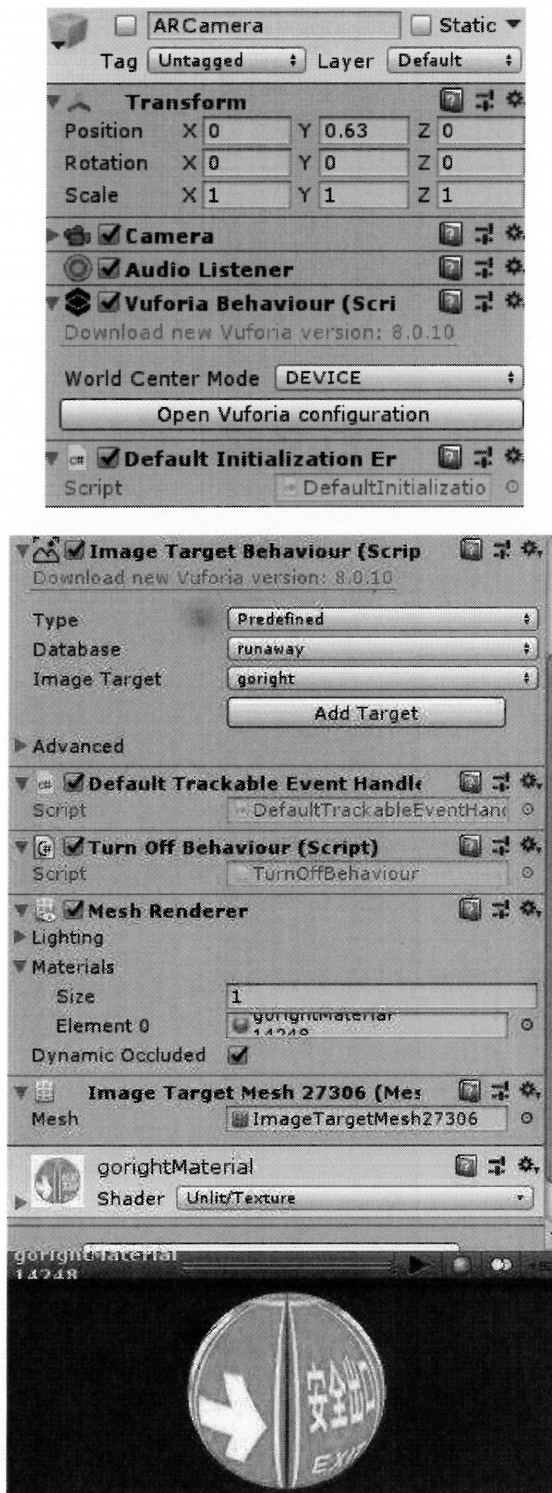 ARCamera Static
Tag Untagged Layer Default
Transform
Position X 0 Y 0.63 Z 0
Rotation X 0 Y 0 Z 0
Scale X 1 Y 1 Z 1
Camera
Audio Listener
Vuforia Behaviour (Scri
Download new Vuforia version: 8.0.10
World Center Mode DEVICE
Open Vuforia configuration
Default Initialization Er
Script DefaultInitializatio
Image Target Behaviour (Scrip
Download new Vuforia version: 8.0.10
Type Predefined
Database runaway
Image Target goright
Add Target
Advanced
Default Trackable Event Handle
Script DefaultTrackableEventHand
Turn Off Behaviour (Script)
Script TurnOffBehaviour
Mesh Renderer
Lighting
Materials
Size 1
Element 0 gorightMaterial
14248
Dynamic Occluded
Image Target Mesh 27306 (Mes
Mesh ImageTargetMesh27306
gorightMaterial
Shader Unlit/Texture
gorightMaterial
14248
安全出口
EXIT